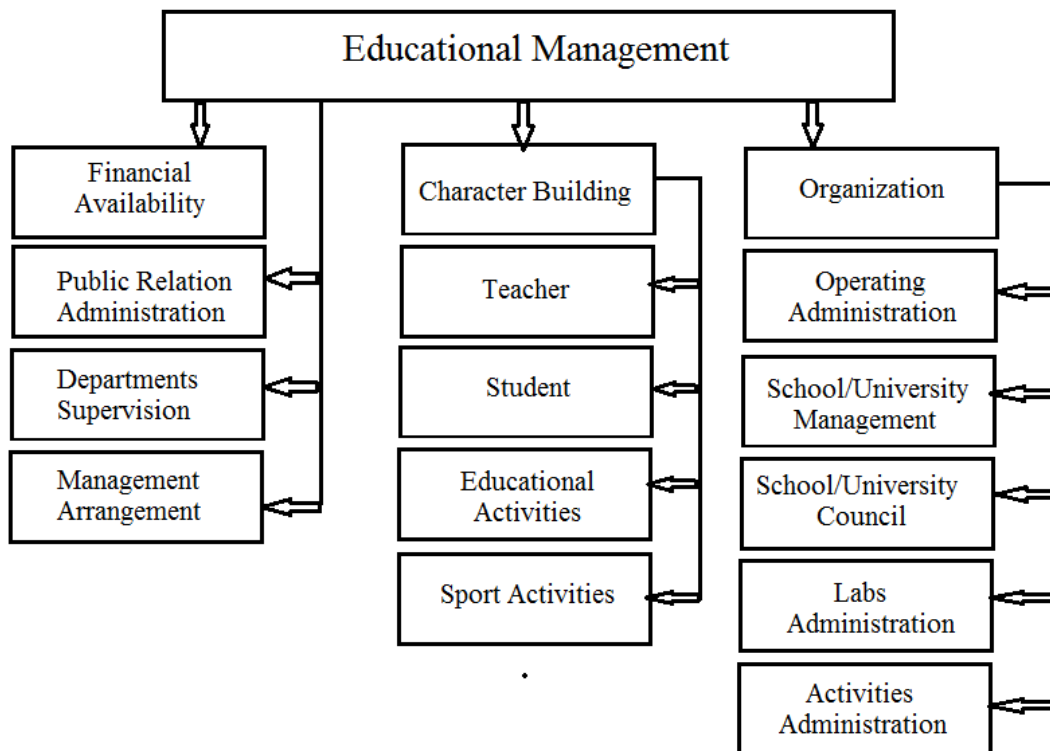 Educational Management
Financial
Availability
Public Relation
Administration
Departments
Supervision
Management
Arrangement
Character Building
Teacher
Student
Educational
Activities
Sport Activities
Organization
Operating
Administration
School/University
Management
School/University
Council
Labs
Administration
Activities
Administration